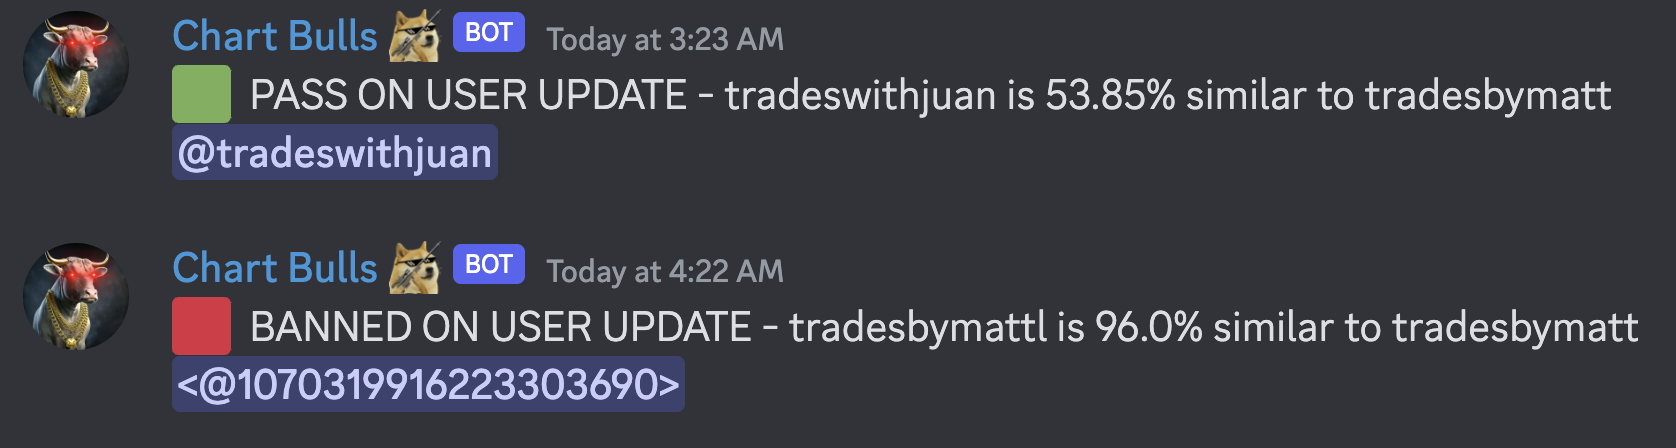 Chart Bulls BOT Today at 3:23 AM
PASS ON USER UPDATE - tradeswithjuan is 53.85% similar to tradesbymatt
@tradeswithjuan
Chart Bulls BOT Today at 4:22 AM
BANNED ON USER UPDATE - tradesbymattl is 96.0% similar to tradesbymatt
<@1070319916223303690>